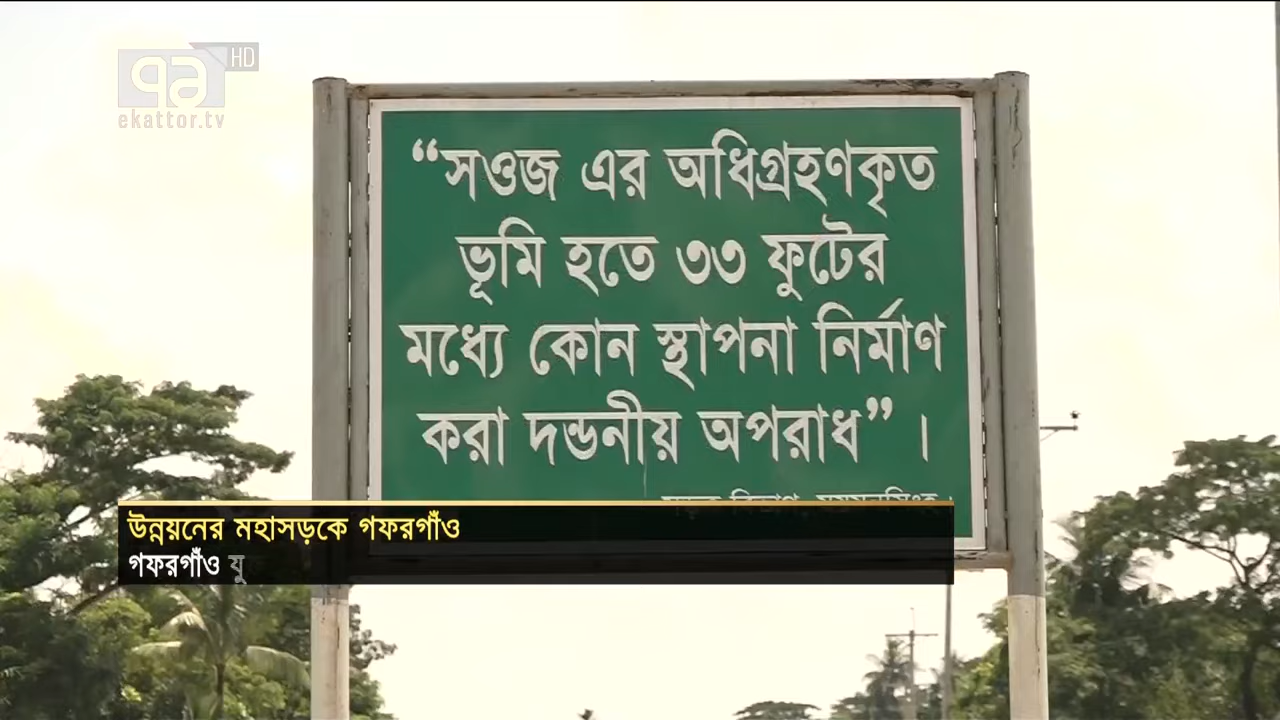 HD
ekattor.tv
“সওজ এর অধিগ্রহণকৃত
ভূমি হতে ৩৩ ফুটের
মধ্যে কোন স্থাপনা নির্মাণ
করা দন্ডনীয় অপরাধ” ।
উন্নয়নের মহাসড়কে গফরগাঁও
গফরগাঁও যু